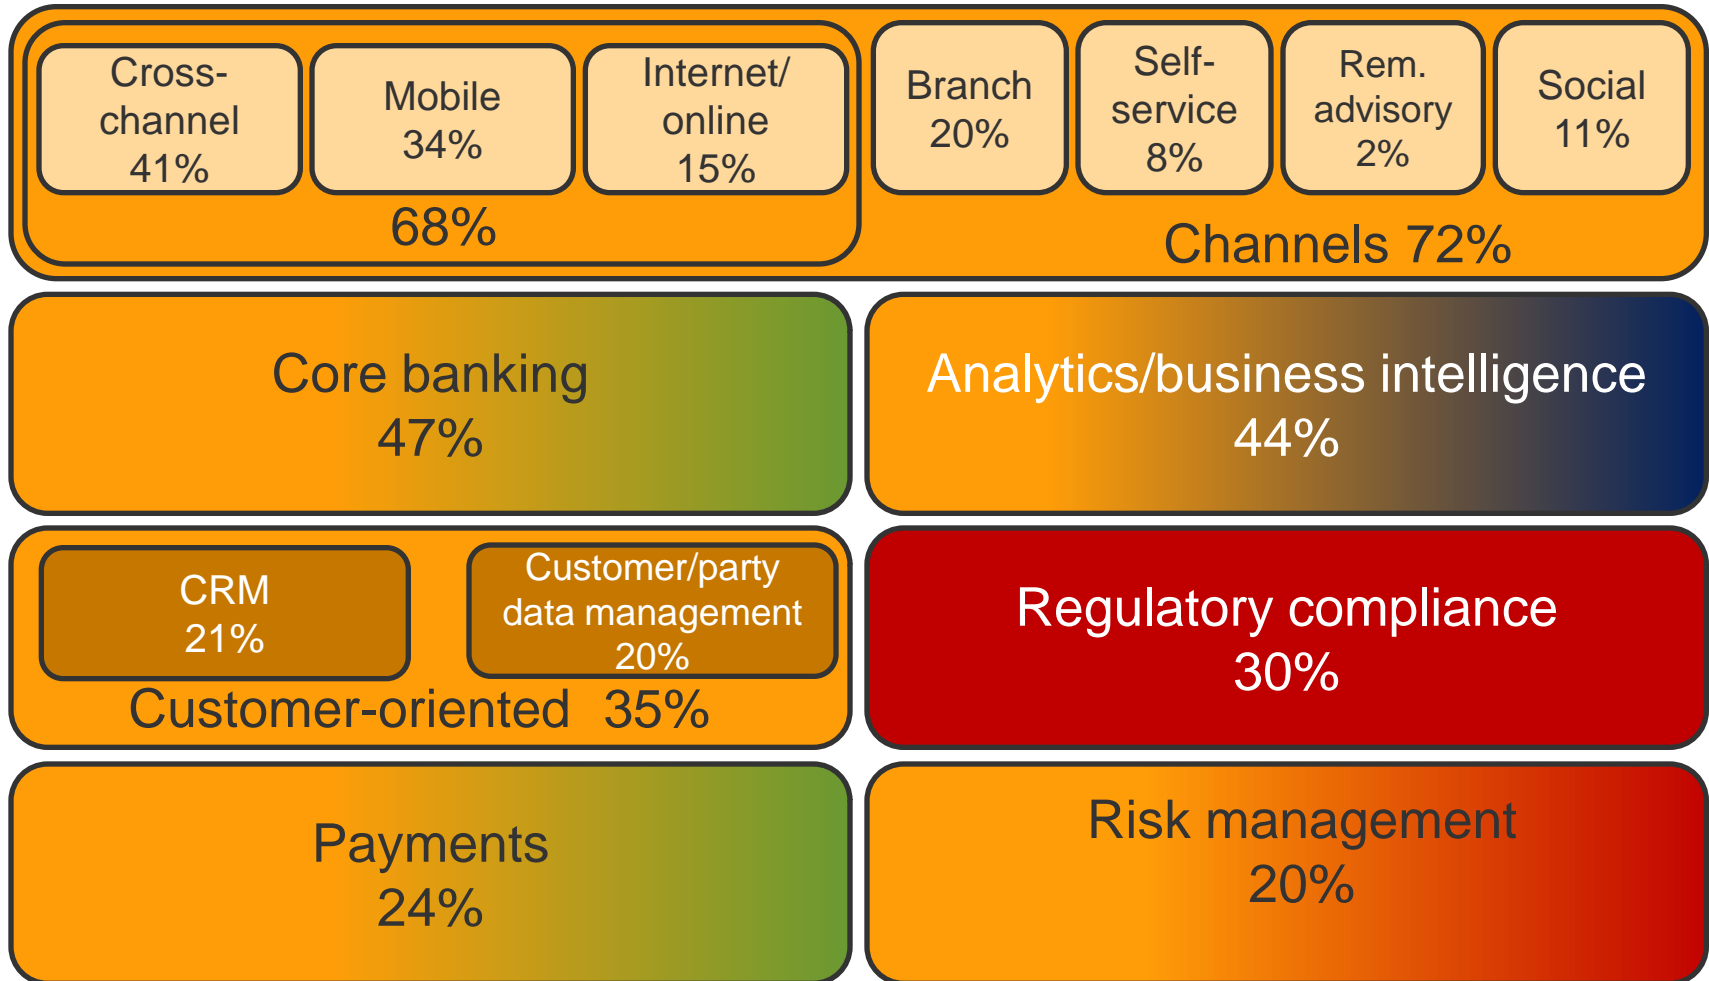 Cross-
channel
41%
Mobile
34%
Internet/
online
15%
68%
Branch
20%
Self-
service
8%
Rem.
advisory
2%
Social
11%
Channels 72%
Core banking
47%
Analytics/business intelligence
44%
CRM
21%
Customer/party
data management
20%
Customer-oriented 35%
Regulatory compliance
30%
Payments
24%
Risk management
20%